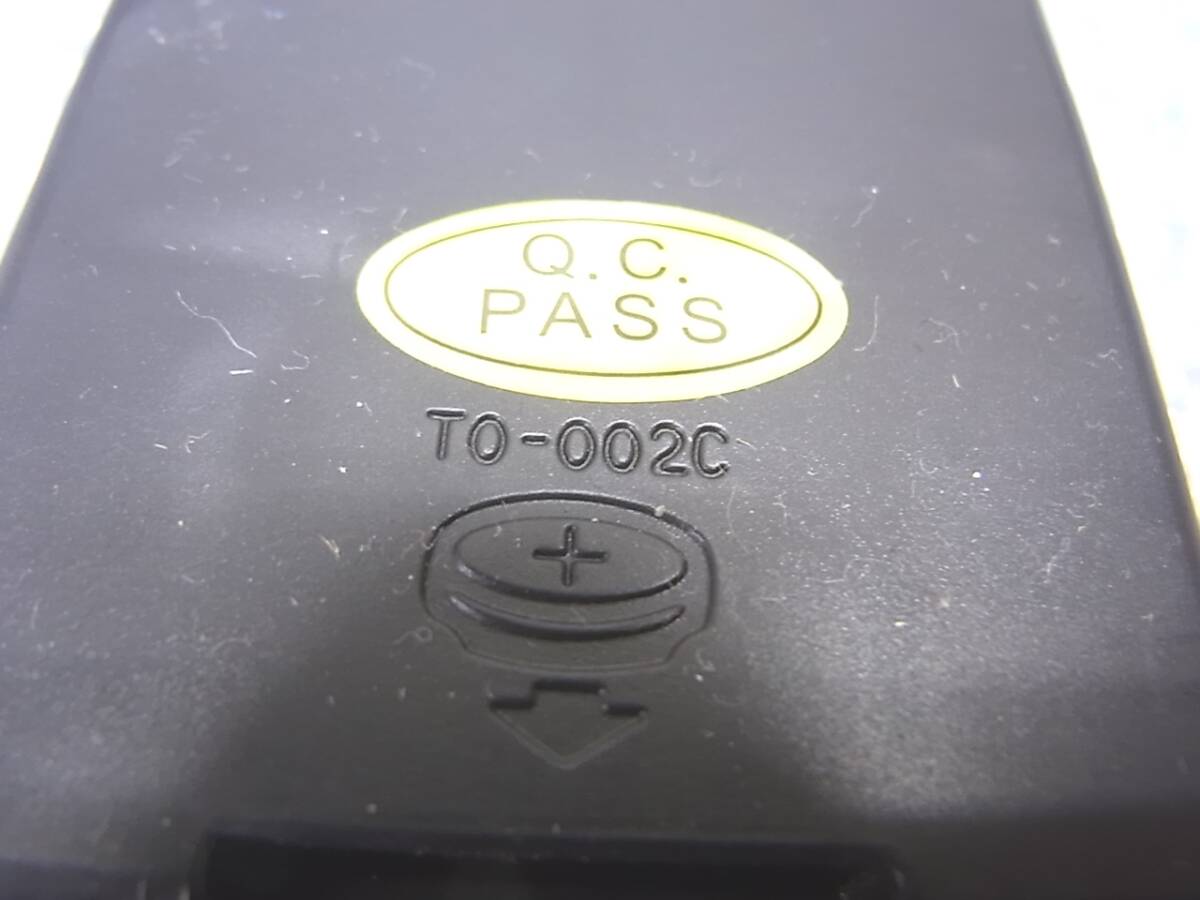 Q.C.
PASS
TO-002C
+